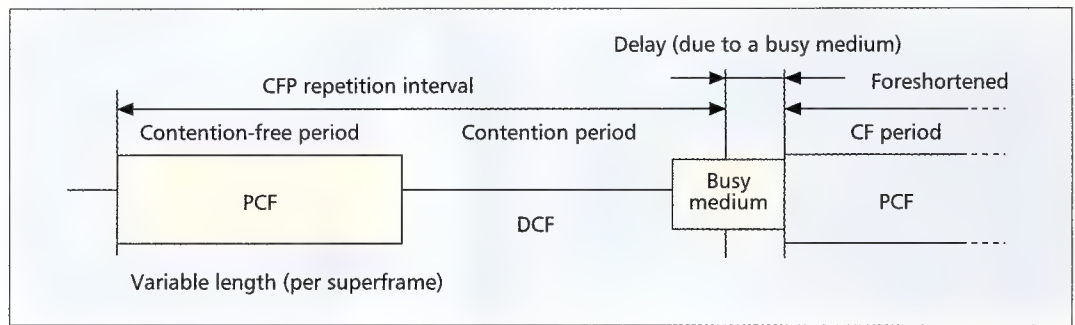 Delay (due to a busy medium)
CFP repetition interval
Foreshortened
Contention-free period
Contention period
CF period
PCF
DCF
Busy
medium
PCF
Variable length (per superframe)